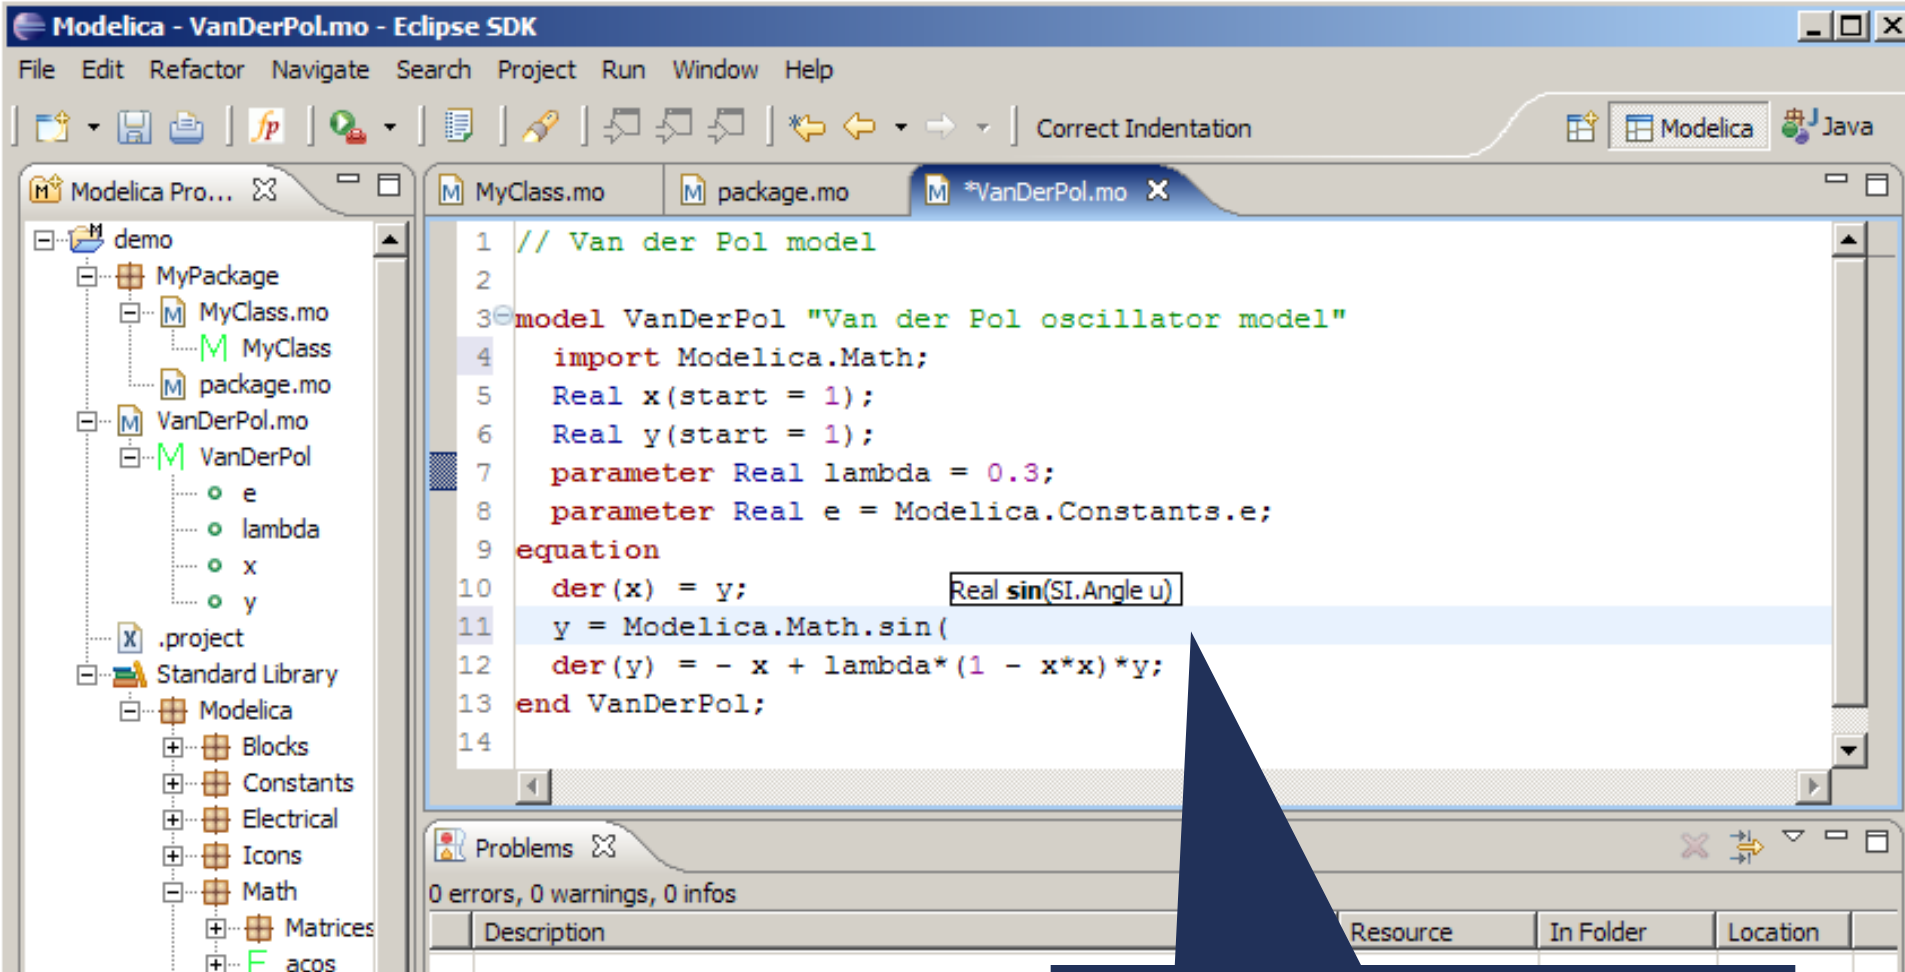 Modelica - VanDerPol.mo - Eclipse SDK
File Edit Refactor Navigate Search Project Run Window Help
fp Correct Indentation Modelica Java
Modelica Pro...
demo
MyPackage
MyClass.mo
MyClass
package.mo
VanDerPol.mo
VanDerPol
e
lambda
x
y
.project
Standard Library
Modelica
Blocks
Constants
Electrical
Icons
Math
Matrices
acos
MyClass.mo package.mo *VanDerPol.mo
1 // Van der Pol model
2
3 model VanDerPol "Van der Pol oscillator model"
4 import Modelica.Math;
5 Real x(start = 1);
6 Real y(start = 1);
7 parameter Real lambda = 0.3;
8 parameter Real e = Modelica.Constants.e;
9 equation
10 der(x) = y;
Real sin(SI.Angle u)
11 y = Modelica.Math.sin(
12 der(y) = - x + lambda*(1 - x*x)*y;
13 end VanDerPol;
14
Problems
0 errors, 0 warnings, 0 infos
Description Resource In Folder Location